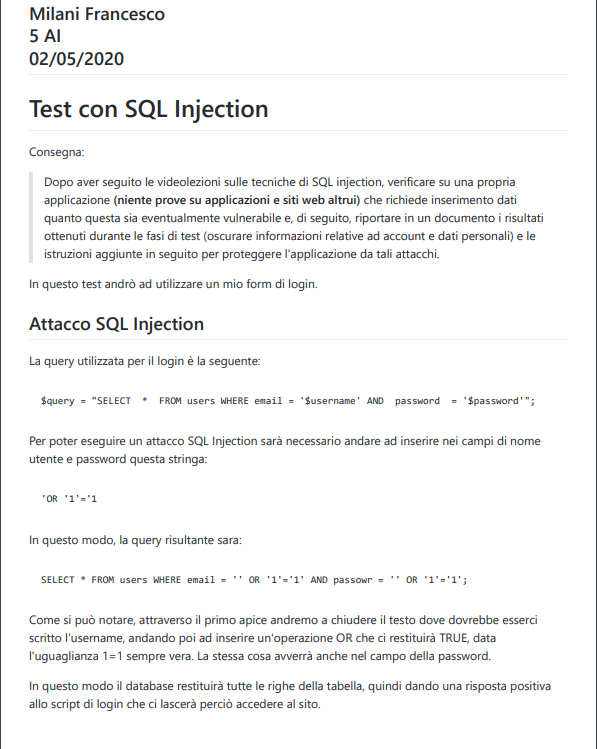 Milani Francesco
5 AI
02/05/2020
Test con SQL Injection
Consegna:
Dopo aver seguito le videolezioni sulle tecniche di SQL injection, verificare su una propria
applicazione (niente prove su applicazioni e siti web altrui) che richiede inserimento dati
quanto questa sia eventualmente vulnerabile e, di seguito, riportare in un documento i risultati
ottenuti durante le fasi di test (oscurare informazioni relative ad account e dati personali) e le
istruzioni aggiunte in seguito per proteggere l'applicazione da tali attacchi.
In questo test andrò ad utilizzare un mio form di login.
Attacco SQL Injection
La query utilizzata per il login è la seguente:
$query = "SELECT  *  FROM users WHERE email = '$username' AND  password  = '$password'";
Per poter eseguire un attacco SQL Injection sarà necessario andare ad inserire nei campi di nome
utente e password questa stringa:
'OR '1'='1
In questo modo, la query risultante sara:
SELECT * FROM users WHERE email = '' OR '1'='1' AND passowr = '' OR '1'='1';
Come si può notare, attraverso il primo apice andremo a chiudere il testo dove dovrebbe esserci
scritto l'username, andando poi ad inserire un'operazione OR che ci restituirà TRUE, data
l'uguaglianza 1=1 sempre vera. La stessa cosa avverrà anche nel campo della password.
In questo modo il database restituirà tutte le righe della tabella, quindi dando una risposta positiva
allo script di login che ci lascerà perciò accedere al sito.